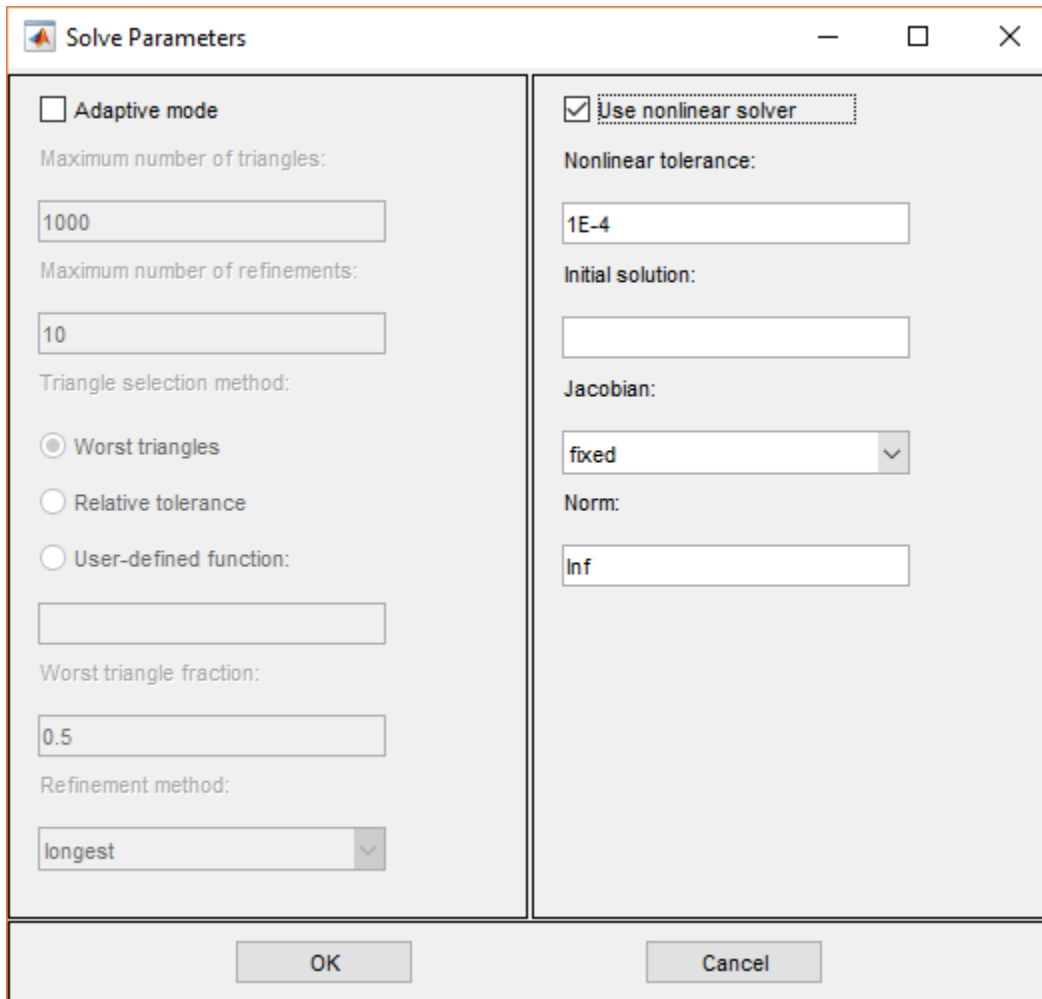 Solve Parameters
Adaptive mode
Maximum number of triangles:
1000
Maximum number of refinements:
10
Triangle selection method:
Worst triangles
Relative tolerance
User-defined function:
Worst triangle fraction:
0.5
Refinement method:
longest
Use nonlinear solver
Nonlinear tolerance:
1E-4
Initial solution:
Jacobian:
fixed
Norm:
Inf
OK
Cancel